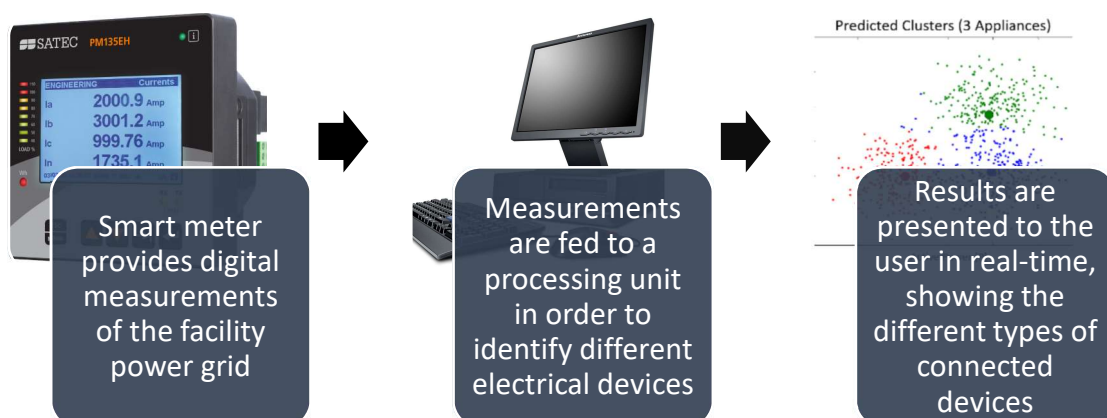 SATEC PM135EH
ENGINEERING Currents
Ia 2000.9 Amp
Ib 3001.2 Amp
Ic 999.76 Amp
In 1735.1 Amp
LOAD %
Smart meter
provides digital
measurements
of the facility
power grid
Measurements
are fed to a
processing unit
in order to
identify different
electrical devices
Predicted Clusters (3 Appliances)
Results are
presented to the
user in real-time,
showing the
different types of
connected
devices